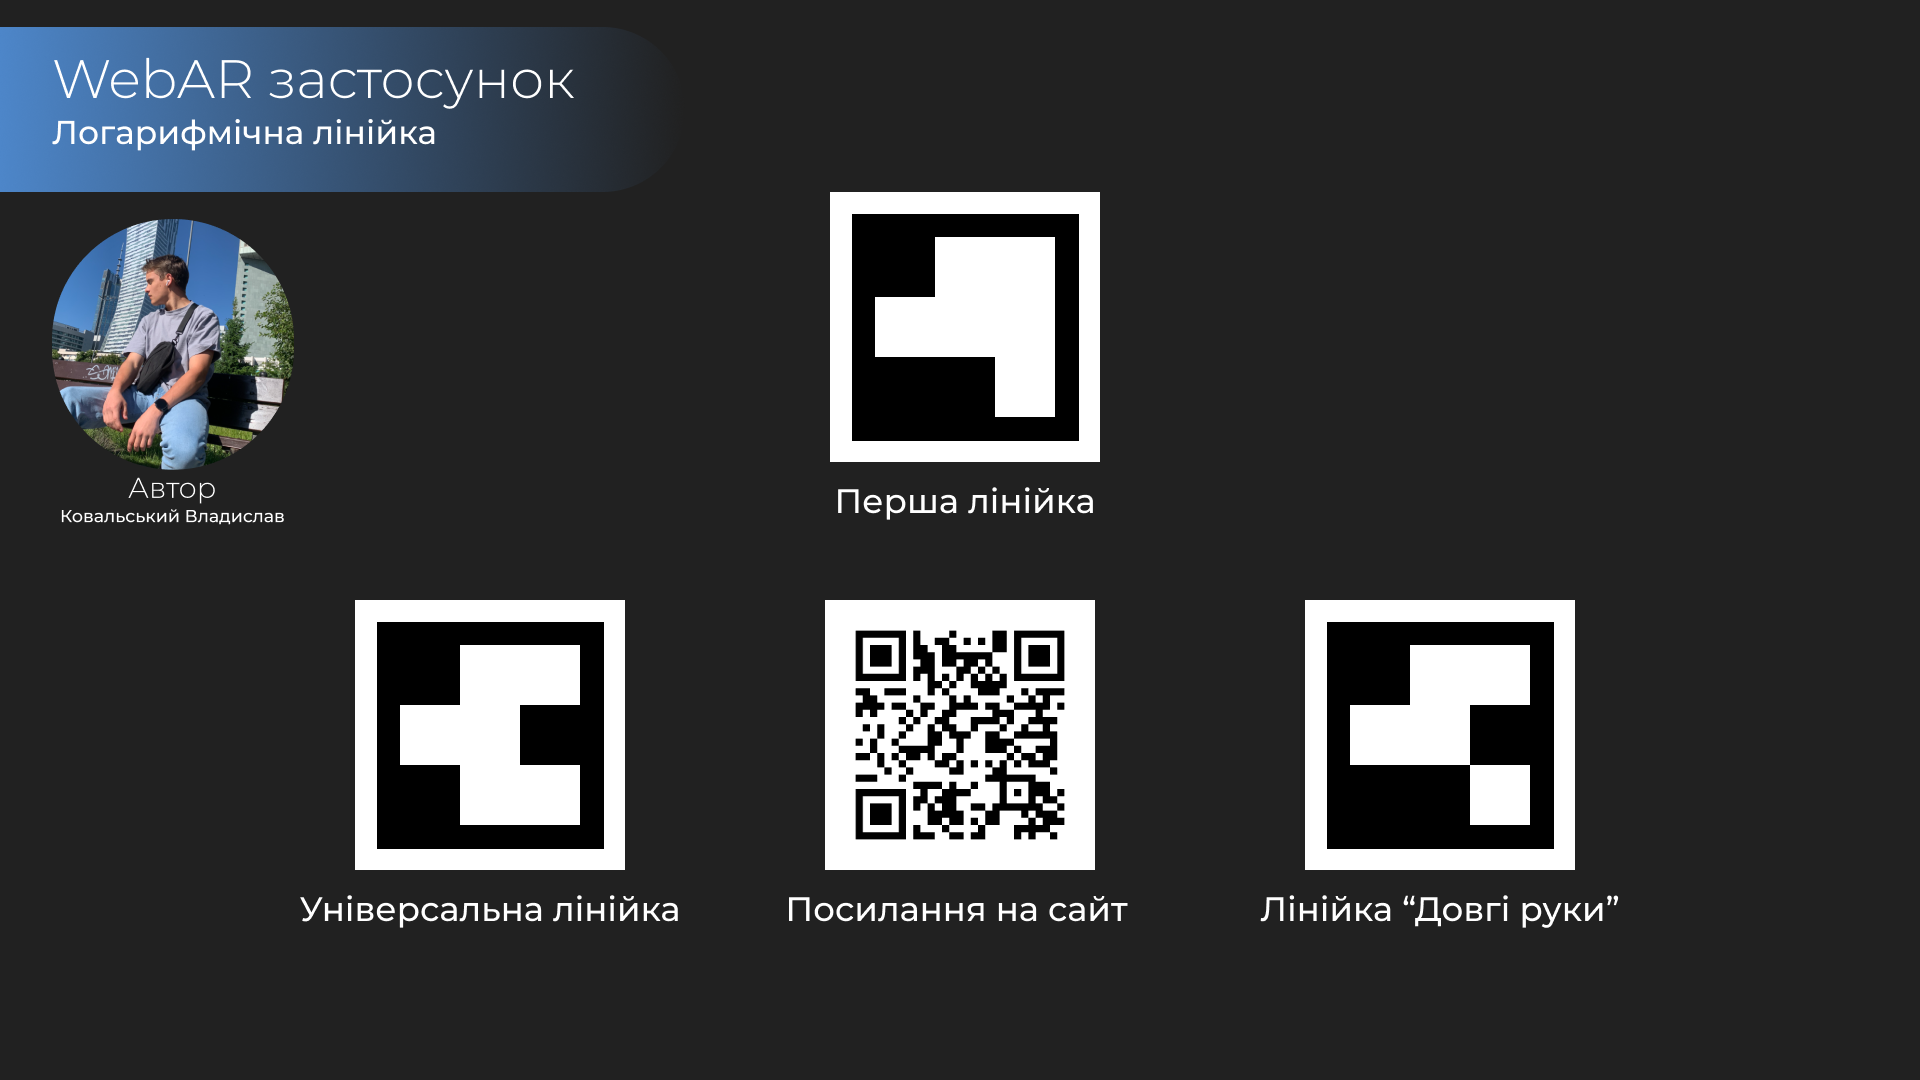 WebAR застосунок
Логарифмічна лінійка
Автор
Ковальський Владислав
Перша лінійка
Універсальна лінійка
Посилання на сайт
Лінійка “Довгі руки”